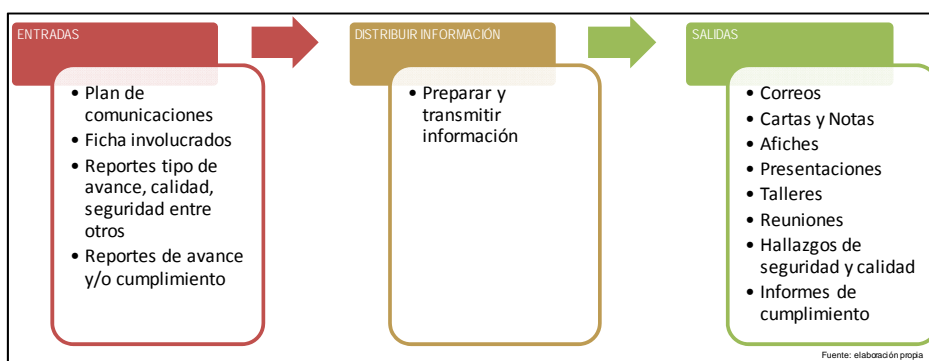 ENTRADAS
• Plan de
comunicaciones
• Ficha involucrados
• Reportes tipo de
avance, calidad,
seguridad entre
otros
• Reportes de avance
y/o cumplimiento
DISTRIBUIR INFORMACIÓN
• Preparar y
transmitir
información
SALIDAS
• Correos
• Cartas y Notas
• Afiches
• Presentaciones
• Talleres
• Reuniones
• Hallazgos de
seguridad y calidad
• Informes de
cumplimiento
Fuente: elaboración propia